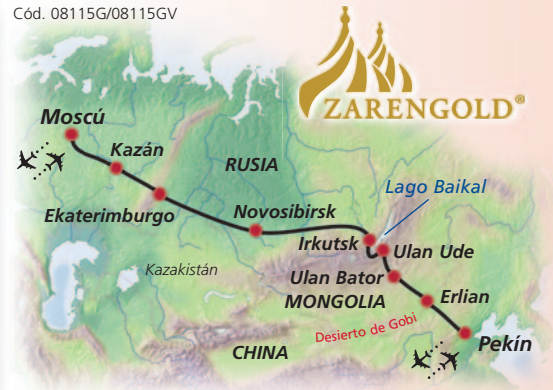 Cód. 08115G/08115GV
ZARENGOLD®
Moscú
Kazán
RUSIA
Lago Baikal
Ekaterimburgo
Novosibirsk
Irkutsk
Ulan Ude
Kazakistán
Ulan Bator
MONGOLIA
Erlian
Desierto de Gobi
CHINA
Pekín